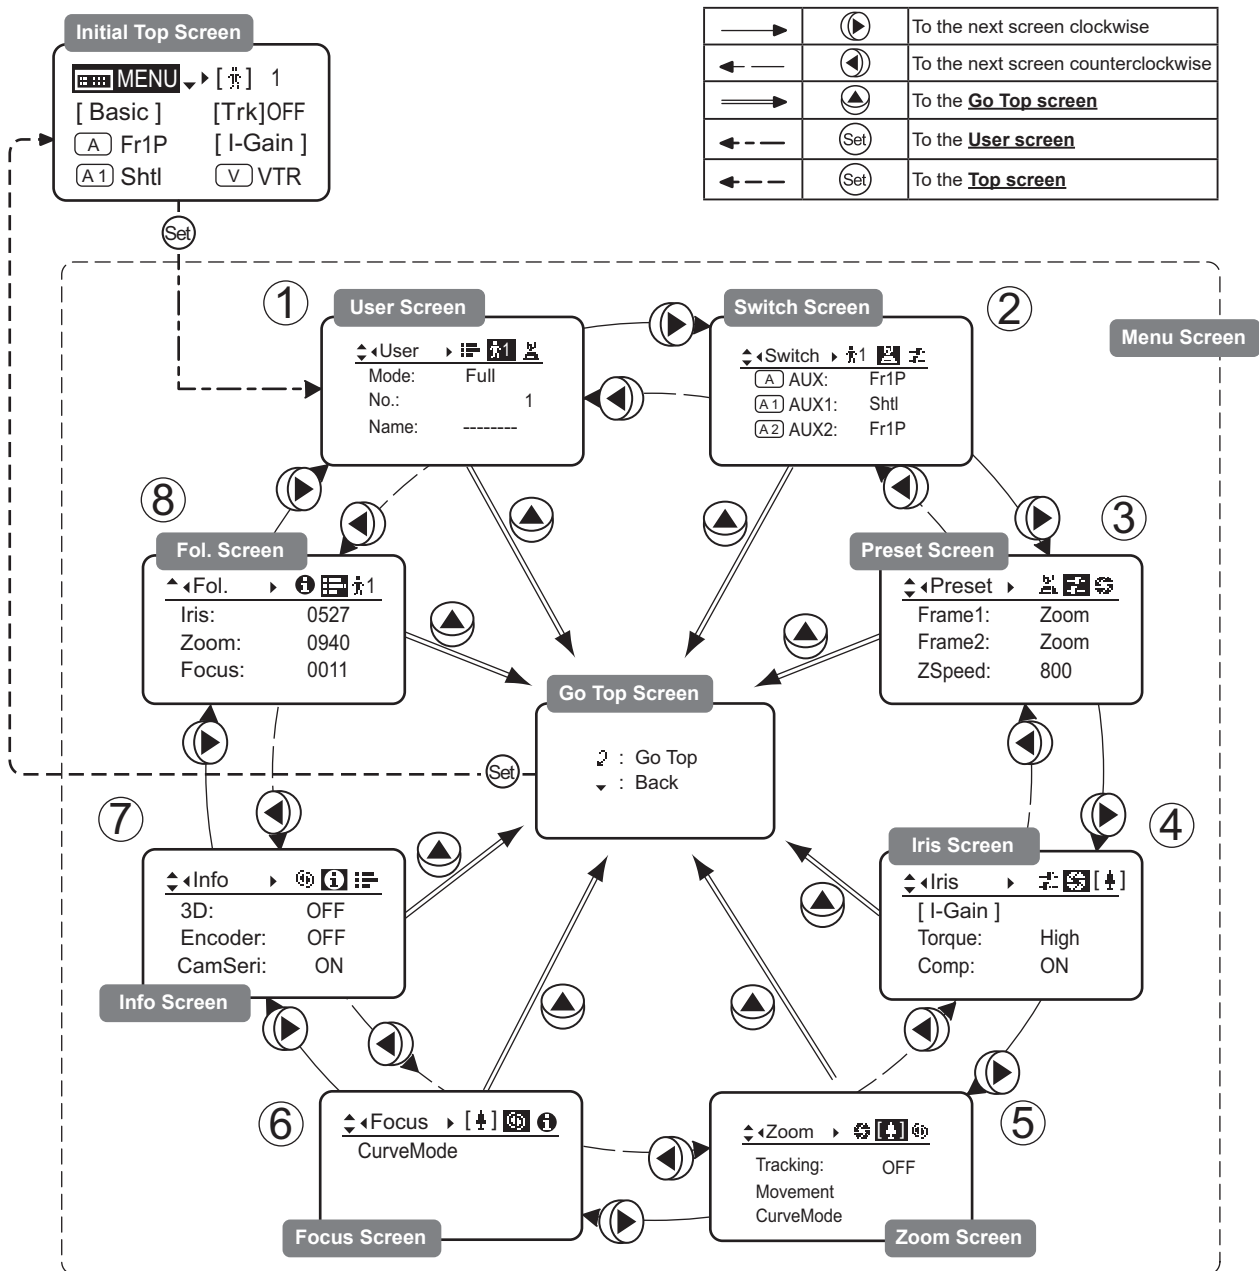 Initial Top Screen
MENU [ ] 1
[ Basic ] [Trk]OFF
A Fr1P [ I-Gain ]
A 1 Shtl V VTR
Set
To the next screen clockwise
To the next screen counterclockwise
To the Go Top screen
Set To the User screen
Set To the Top screen
Menu Screen
1
User Screen
User 1
Mode: Full
No.: 1
Name: --------
2
Switch Screen
Switch 1
A AUX: Fr1P
A 1 AUX1: Shtl
A 2 AUX2: Fr1P
3
Preset Screen
Preset
Frame1: Zoom
Frame2: Zoom
ZSpeed: 800
8
Fol. Screen
Fol. 1
Iris: 0527
Zoom: 0940
Focus: 0011
Go Top Screen
: Go Top
: Back
Set
4
Iris Screen
Iris [ ]
[ I-Gain ]
Torque: High
Comp: ON
7
Info
3D: OFF
Encoder: OFF
CamSeri: ON
Info Screen
6
Focus [ ]
CurveMode
Focus Screen
5
Zoom [ ]
Tracking: OFF
Movement
CurveMode
Zoom Screen